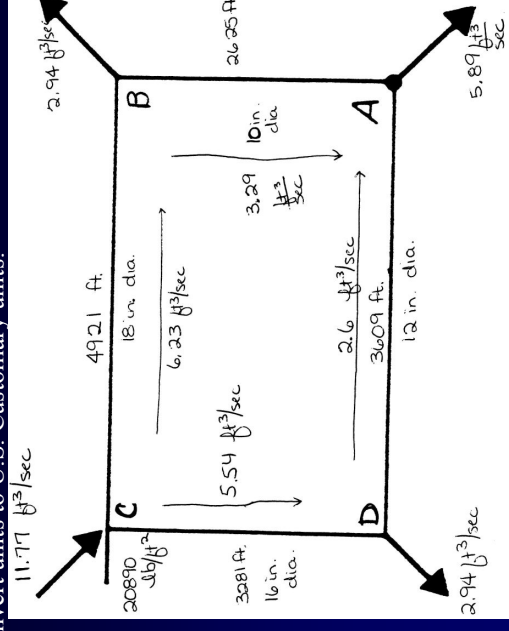 nvert units to U.S. Customary units.
11.77 ft³/sec
2.94 ft³/sec
4921 ft.
18 in. dia.
6.23 ft³/sec
C
B
20890
lb/ft²
3281 ft.
16 in.
dia.
5.54 ft³/sec
3.29
ft³
sec
10 in.
dia
2625 ft
2.6 ft³/sec
3609 ft.
12 in. dia.
D
A
2.94 ft³/sec
5.89 ft³
sec